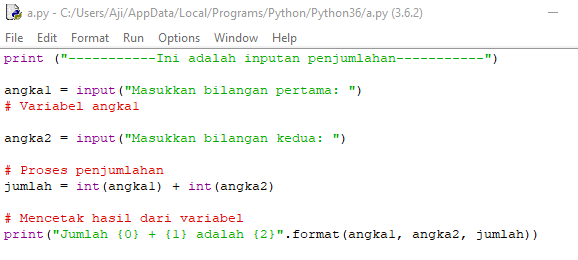 a.py - C:/Users/Aji/AppData/Local/Programs/Python/Python36/a.py (3.6.2)
File Edit Format Run Options Window Help
print ("-----------Ini adalah inputan penjumlahan-----------")
angka1 = input("Masukkan bilangan pertama: ")
# Variabel angka1
angka2 = input("Masukkan bilangan kedua: ")
# Proses penjumlahan
jumlah = int(angka1) + int(angka2)
# Mencetak hasil dari variabel
print("Jumlah {0} + {1} adalah {2}".format(angka1, angka2, jumlah))